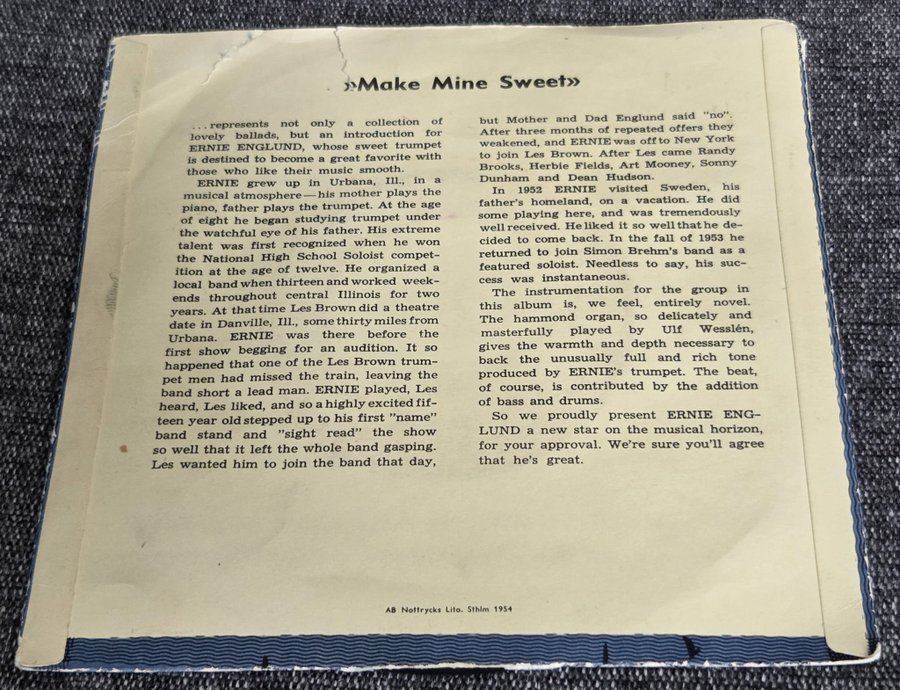 »Make Mine Sweet»
...represents not only a collection of
lovely ballads, but an introduction for
ERNIE ENGLUND, whose sweet trumpet
is destined to become a great favorite with
those who like their music smooth.
ERNIE grew up in Urbana, Ill., in a
musical atmosphere—his mother plays the
piano, father plays the trumpet. At the age
of eight he began studying trumpet under
the watchful eye of his father. His extreme
talent was first recognized when he won
the National High School Soloist compet-
ition at the age of twelve. He organized a
local band when thirteen and worked week-
ends throughout central Illinois for two
years. At that time Les Brown did a theatre
date in Danville, Ill., some thirty miles from
Urbana. ERNIE was there before the
first show begging for an audition. It so
happened that one of the Les Brown trum-
pet men had missed the train, leaving the
band short a lead man. ERNIE played, Les
heard, Les liked, and so a highly excited fif-
teen year old stepped up to his first ”name”
band stand and ”sight read” the show
so well that it left the whole band gasping.
Les wanted him to join the band that day,
but Mother and Dad Englund said ”no”.
After three months of repeated offers they
weakened, and ERNIE was off to New York
to join Les Brown. After Les came Randy
Brooks, Herbie Fields, Art Mooney, Sonny
Dunham and Dean Hudson.
In 1952 ERNIE visited Sweden, his
father's homeland, on a vacation. He did
some playing here, and was tremendously
well received. He liked it so well that he de-
cided to come back. In the fall of 1953 he
returned to join Simon Brehm's band as a
featured soloist. Needless to say, his suc-
cess was instantaneous.
The instrumentation for the group in
this album is, we feel, entirely novel.
The hammond organ, so delicately and
masterfully played by Ulf Wesslén,
gives the warmth and depth necessary to
back the unusually full and rich tone
produced by ERNIE's trumpet. The beat,
of course, is contributed by the addition
of bass and drums.
So we proudly present ERNIE ENG-
LUND a new star on the musical horizon,
for your approval. We're sure you'll agree
that he's great.
AB Nottrycks Lito. Sthlm 1954